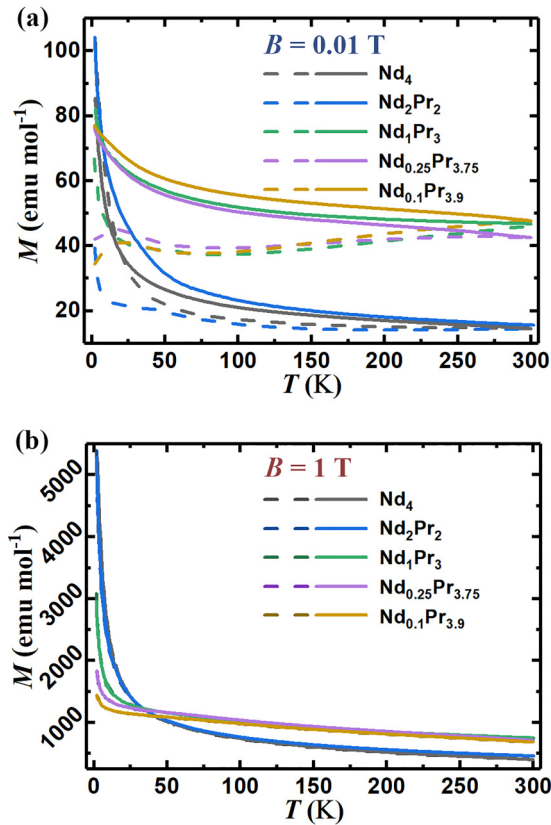 (a)
B = 0.01 T
Nd₄
Nd₂Pr₂
Nd₁Pr₃
Nd₀.₂₅Pr₃.₇₅
Nd₀.₁Pr₃.₉
M (emu mol⁻¹)
100
80
60
40
20
0 50 100 150 200 250 300
T (K)
(b)
B = 1 T
Nd₄
Nd₂Pr₂
Nd₁Pr₃
Nd₀.₂₅Pr₃.₇₅
Nd₀.₁Pr₃.₉
M (emu mol⁻¹)
5000
4000
3000
2000
1000
0 50 100 150 200 250 300
T (K)